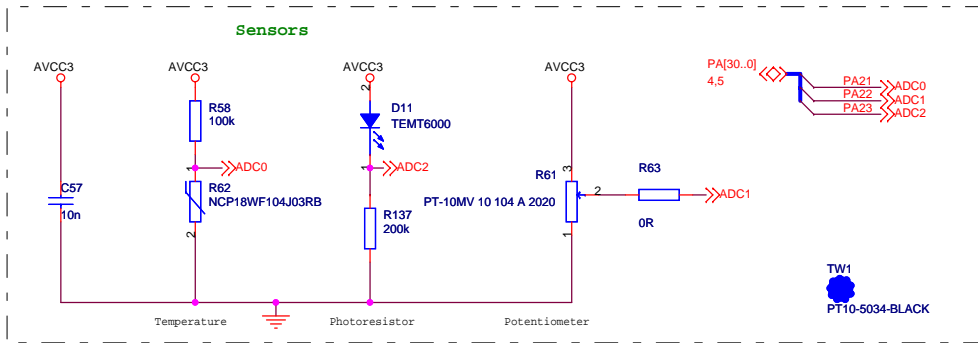 Sensors
AVCC3
AVCC3
AVCC3
AVCC3
PA[30..0]
4,5
PA21
ADC0
PA22
ADC1
PA23
ADC2
2
D11
TEMT6000
R58
100k
1
ADC0
1
ADC2
3
R61
R63
C57
10n
R62
NCP18WF104J03RB
PT-10MV 10 104 A 2020
2
ADC1
R137
200k
0R
2
1
TW1
PT10-5034-BLACK
Temperature
Photoresistor
Potentiometer